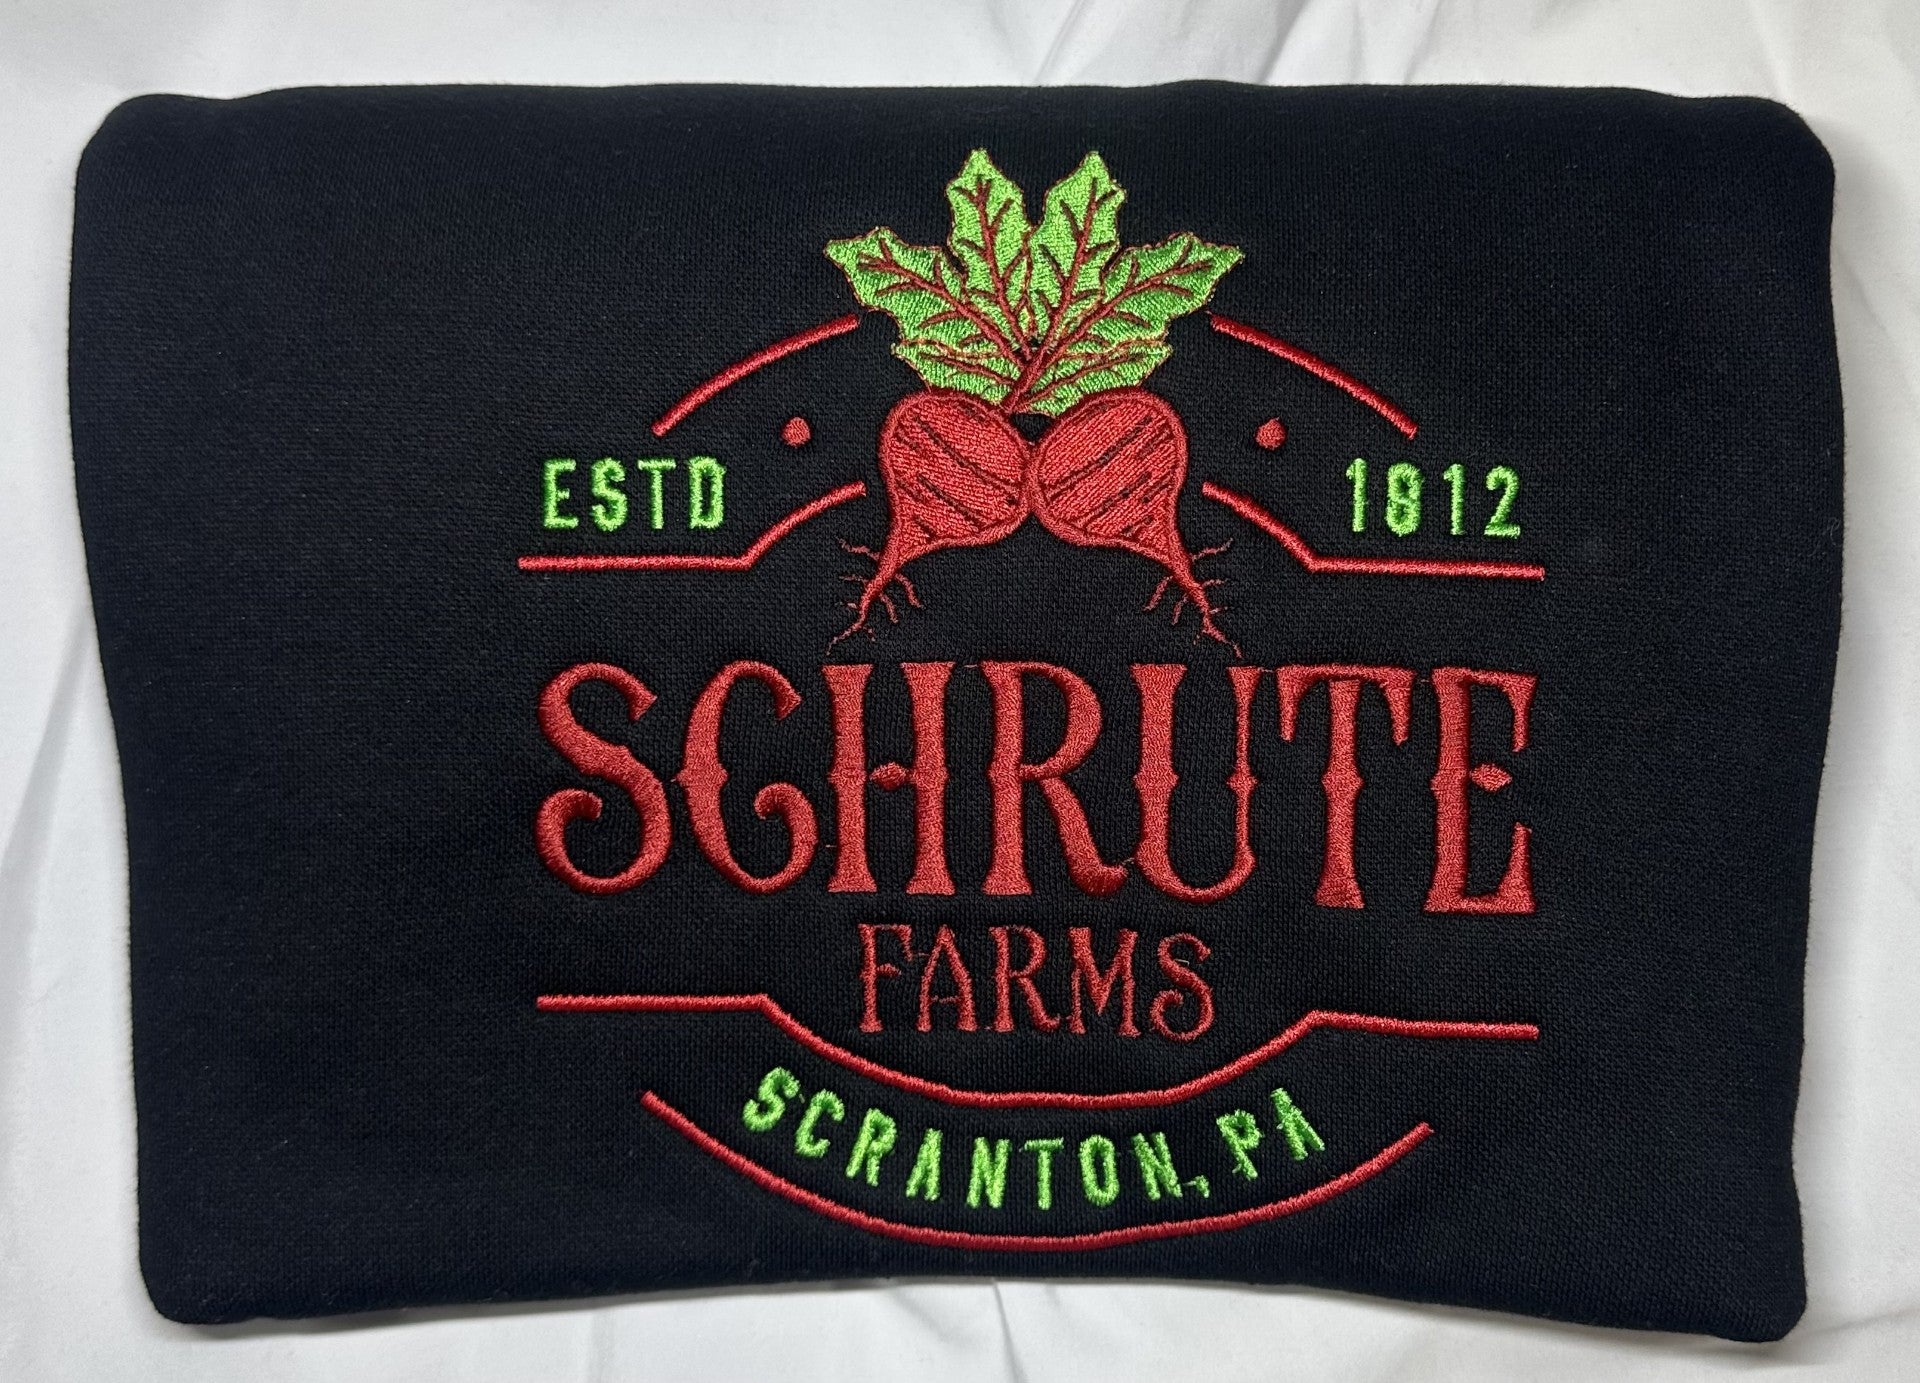 ESTD 1812
SCHRUTE
FARMS
SCRANTON, PA